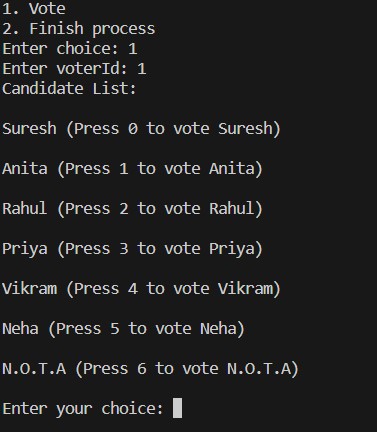 1. Vote
2. Finish process
Enter choice: 1
Enter voterId: 1
Candidate List:
Suresh (Press 0 to vote Suresh)
Anita (Press 1 to vote Anita)
Rahul (Press 2 to vote Rahul)
Priya (Press 3 to vote Priya)
Vikram (Press 4 to vote Vikram)
Neha (Press 5 to vote Neha)
N.O.T.A (Press 6 to vote N.O.T.A)
Enter your choice: